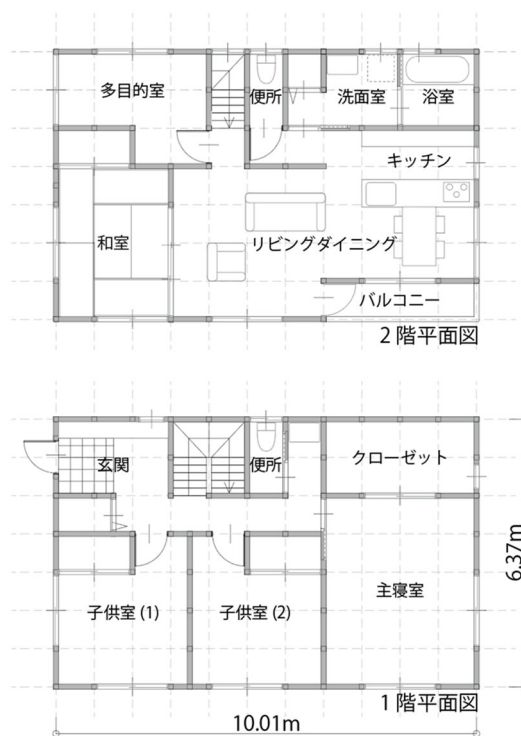 多目的室
便所
洗面室
浴室
キッチン
和室
リビングダイニング
バルコニー
2 階平面図
玄関
便所
クローゼット
子供室 (1)
子供室 (2)
主寝室
6.37m
1 階平面図
10.01m